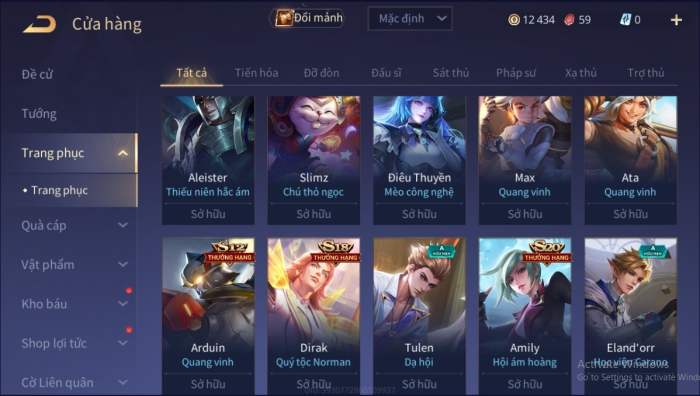 Cửa hàng
Đổi mảnh
Mặc định
12 434
59
0
Đề cử
Tướng
Trang phục
Trang phục
Quà cáp
Vật phẩm
Kho báu
Shop lợi tức
Cờ Liên quân
Tất cả
Tiến hóa
Đỡ đòn
Đấu sĩ
Sát thủ
Pháp sư
Xạ thủ
Trợ thủ
Aleister
Thiếu niên hắc ám
Sở hữu
Slimz
Chú thỏ ngọc
Sở hữu
Điêu Thuyền
Mèo công nghệ
Sở hữu
Max
Quang vinh
Sở hữu
Ata
Quang vinh
Sở hữu
S12
THƯỞNG HẠNG
Arduin
Quang vinh
Sở hữu
S18
THƯỞNG HẠNG
Dirak
Quý tộc Norman
Sở hữu
A
HỮU HẠN
Tulen
Dạ hội
Sở hữu
S20
THƯỞNG HẠNG
Amily
Hội ám hoàng
Sở hữu
A
HỮU HẠN
Eland'orr
Học viện Carano
Sở hữu
Activate Windows
Go to Settings to activate Wind